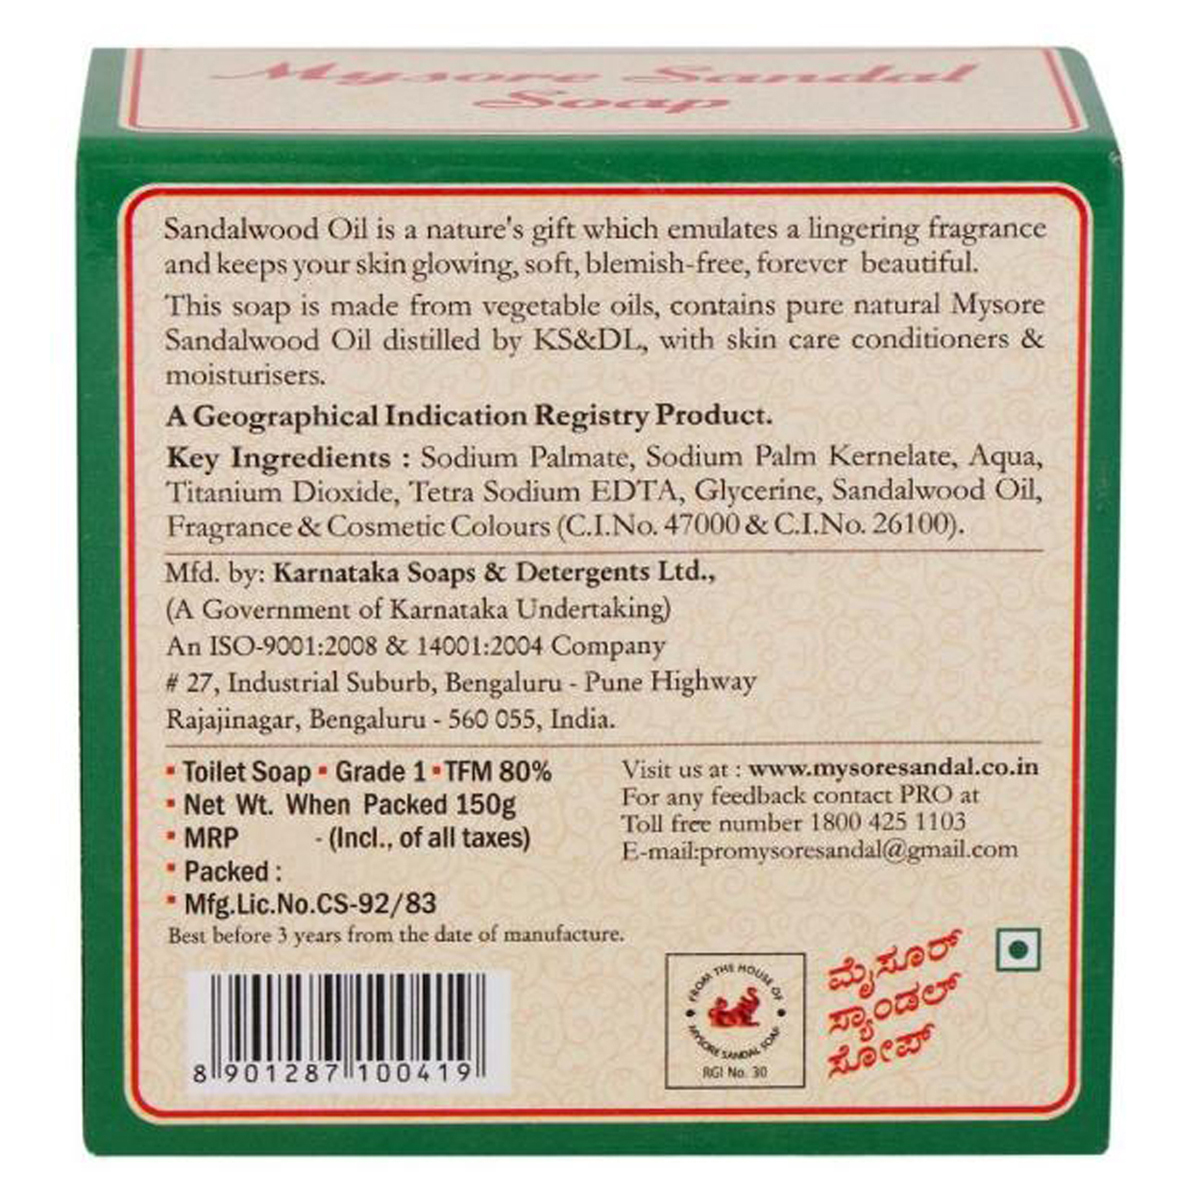 Mysore Sandal
Soap
Sandalwood Oil is a nature's gift which emulates a lingering fragrance
and keeps your skin glowing, soft, blemish-free, forever beautiful.
This soap is made from vegetable oils, contains pure natural Mysore
Sandalwood Oil distilled by KS&DL, with skin care conditioners &
moisturisers.
A Geographical Indication Registry Product.
Key Ingredients : Sodium Palmate, Sodium Palm Kernelate, Aqua,
Titanium Dioxide, Tetra Sodium EDTA, Glycerine, Sandalwood Oil,
Fragrance & Cosmetic Colours (C.I.No. 47000 & C.I.No. 26100).
Mfd. by: Karnataka Soaps & Detergents Ltd.,
(A Government of Karnataka Undertaking)
An ISO-9001:2008 & 14001:2004 Company
# 27, Industrial Suburb, Bengaluru - Pune Highway
Rajajinagar, Bengaluru - 560 055, India.
▪ Toilet Soap ▪ Grade 1 ▪ TFM 80%
▪ Net Wt. When Packed 150g
▪ MRP - (Incl., of all taxes)
▪ Packed :
▪ Mfg.Lic.No.CS-92/83
Best before 3 years from the date of manufacture.
Visit us at : www.mysoresandal.co.in
For any feedback contact PRO at
Toll free number 1800 425 1103
E-mail:promysoresandal@gmail.com
8 901287 100419
FROM THE HOUSE OF
MYSORE SANDAL SOAP
RGI No. 30
ಮೈಸೂರ್
ಸ್ಯಾಂಡಲ್
ಸೋಪ್